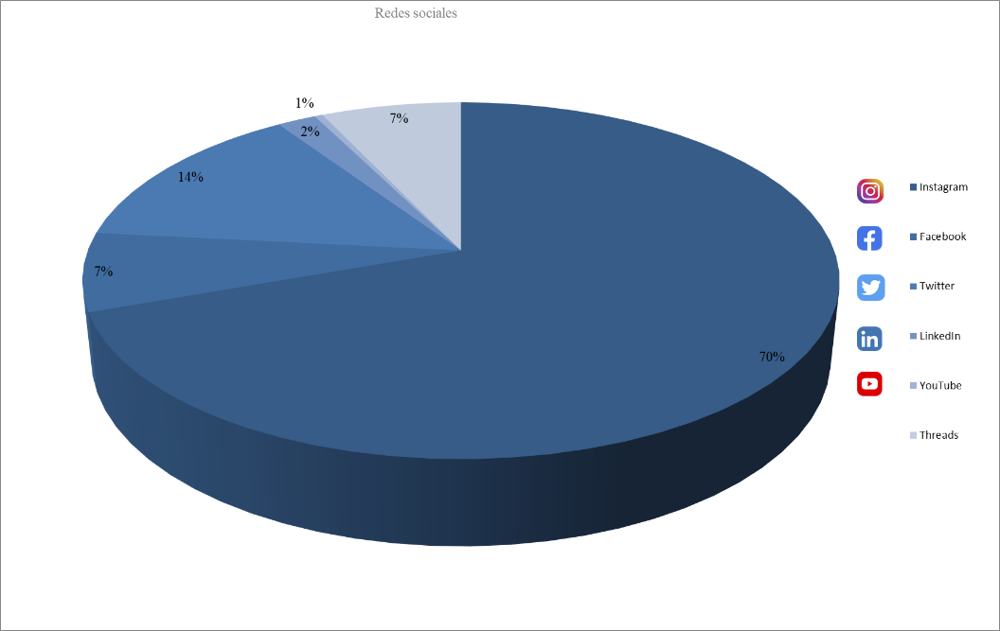 Redes sociales
1%
7%
2%
14%
7%
70%
Instagram
Facebook
Twitter
LinkedIn
YouTube
Threads